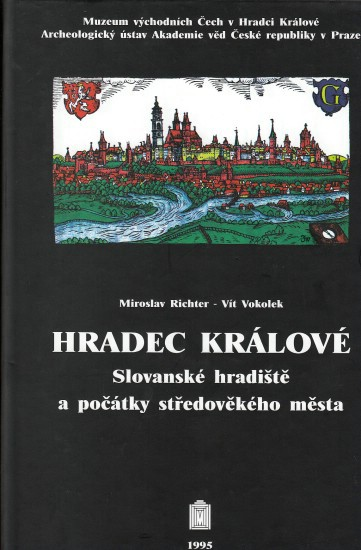 Muzeum východních Čech v Hradci Králové
Archeologický ústav Akademie věd České republiky v Praze
G
Miroslav Richter - Vít Vokolek
HRADEC KRÁLOVÉ
Slovanské hradiště
a počátky středověkého města
M
1995